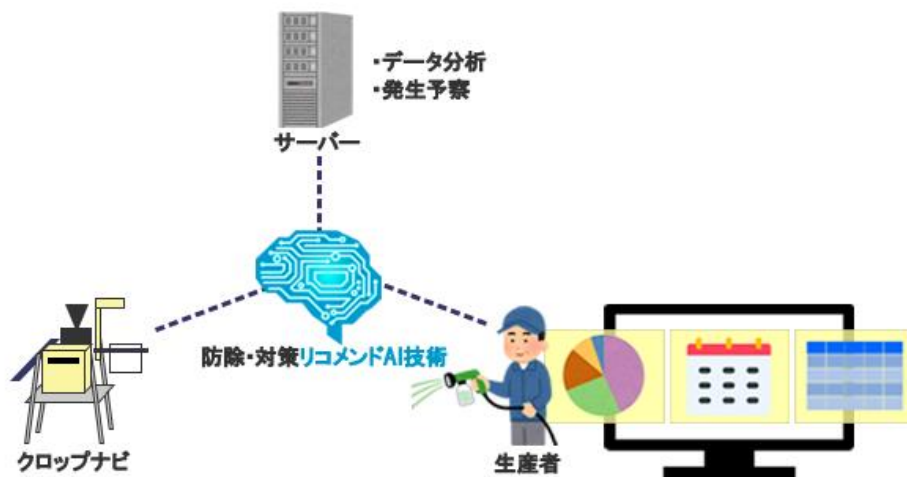 ・データ分析
・発生予察
サーバー
防除・対策リコメンドAI技術
クロップナビ
生産者